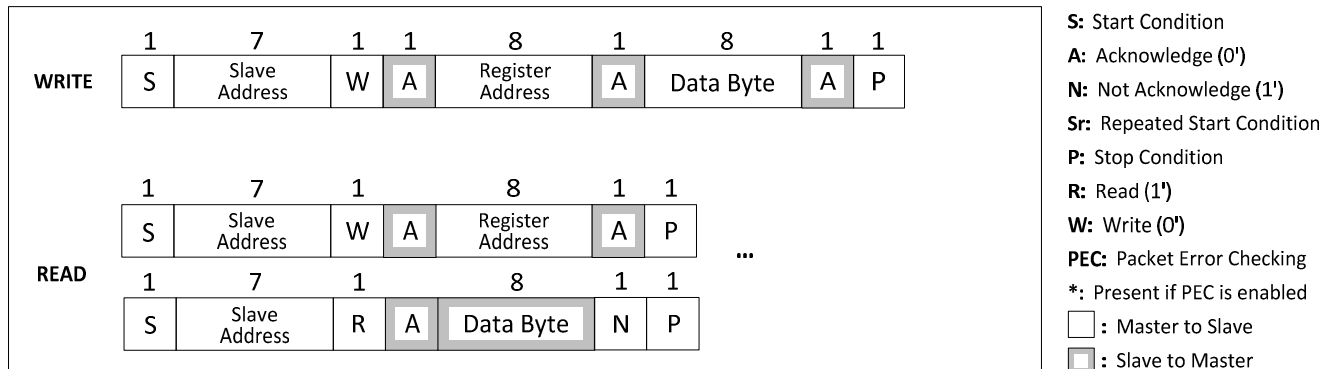 1 7 1 1 8 1 8 1 1
WRITE S Slave Address W A Register Address A Data Byte A P
1 7 1 8 1 1
READ
S Slave Address W A Register Address A P ...
1 7 1 8 1 1
S Slave Address R A Data Byte N P
S: Start Condition
A: Acknowledge (0')
N: Not Acknowledge (1')
Sr: Repeated Start Condition
P: Stop Condition
R: Read (1')
W: Write (0')
PEC: Packet Error Checking
*: Present if PEC is enabled
: Master to Slave
: Slave to Master